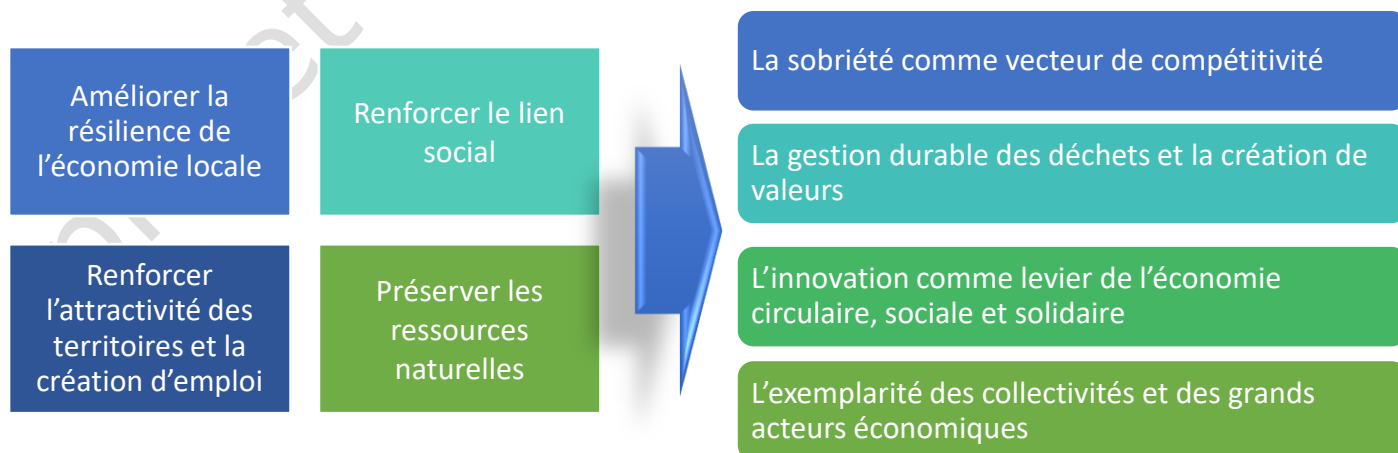 Améliorer la
résilience de
l’économie locale
Renforcer le lien
social
Renforcer
l’attractivité des
territoires et la
création d’emploi
Préserver les
ressources
naturelles
La sobriété comme vecteur de compétitivité
La gestion durable des déchets et la création de
valeurs
L’innovation comme levier de l’économie
circulaire, sociale et solidaire
L’exemplarité des collectivités et des grands
acteurs économiques